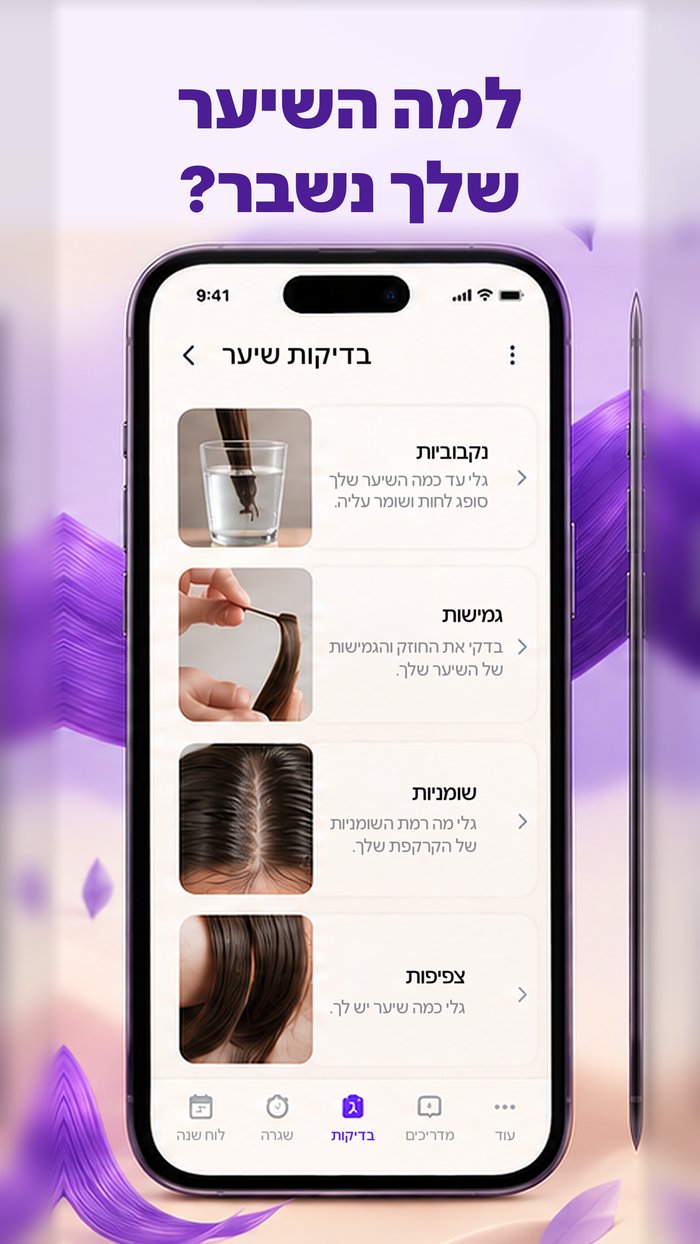 למה השיער
שלך נשבר?
9:41
בדיקות שיער
נקבוביות
גלי עד כמה השיער שלך
סופג לחות ושומר עליה.
גמישות
בדקי את החוזק והגמישות
של השיער שלך.
שומניות
גלי מה רמת השומניות
של הקרקפת שלך.
צפיפות
גלי כמה שיער יש לך.
עוד
מדריכים
בדיקות
שגרה
לוח שנה